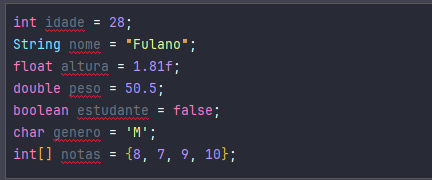 int idade = 28;
String nome = "Fulano";
float altura = 1.81f;
double peso = 50.5;
boolean estudante = false;
char genero = 'M';
int[] notas = {8, 7, 9, 10};